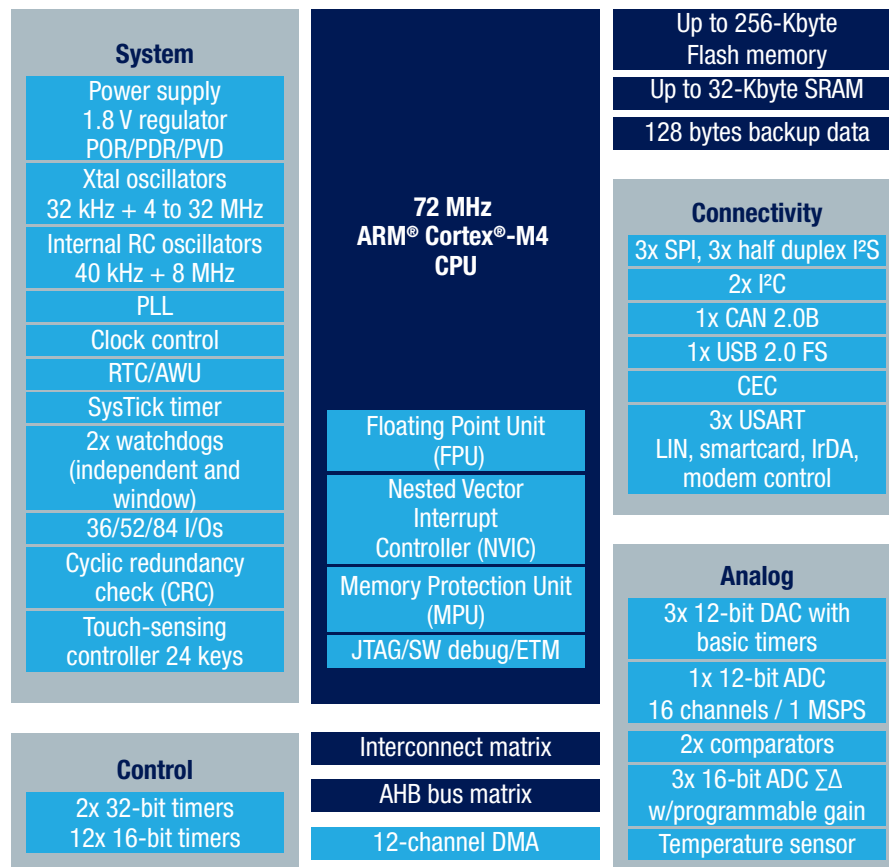 System
Power supply
1.8 V regulator
POR/PDR/PVD
Xtal oscillators
32 kHz + 4 to 32 MHz
Internal RC oscillators
40 kHz + 8 MHz
PLL
Clock control
RTC/AWU
SysTick timer
2x watchdogs
(independent and
window)
36/52/84 I/Os
Cyclic redundancy
check (CRC)
Touch-sensing
controller 24 keys
Control
2x 32-bit timers
12x 16-bit timers
72 MHz
ARM® Cortex®-M4
CPU
Floating Point Unit
(FPU)
Nested Vector
Interrupt
Controller (NVIC)
Memory Protection Unit
(MPU)
JTAG/SW debug/ETM
Interconnect matrix
AHB bus matrix
12-channel DMA
Up to 256-Kbyte
Flash memory
Up to 32-Kbyte SRAM
128 bytes backup data
Connectivity
3x SPI, 3x half duplex I²S
2x I²C
1x CAN 2.0B
1x USB 2.0 FS
CEC
3x USART
LIN, smartcard, IrDA,
modem control
Analog
3x 12-bit DAC with
basic timers
1x 12-bit ADC
16 channels / 1 MSPS
2x comparators
3x 16-bit ADC ∑∆
w/programmable gain
Temperature sensor